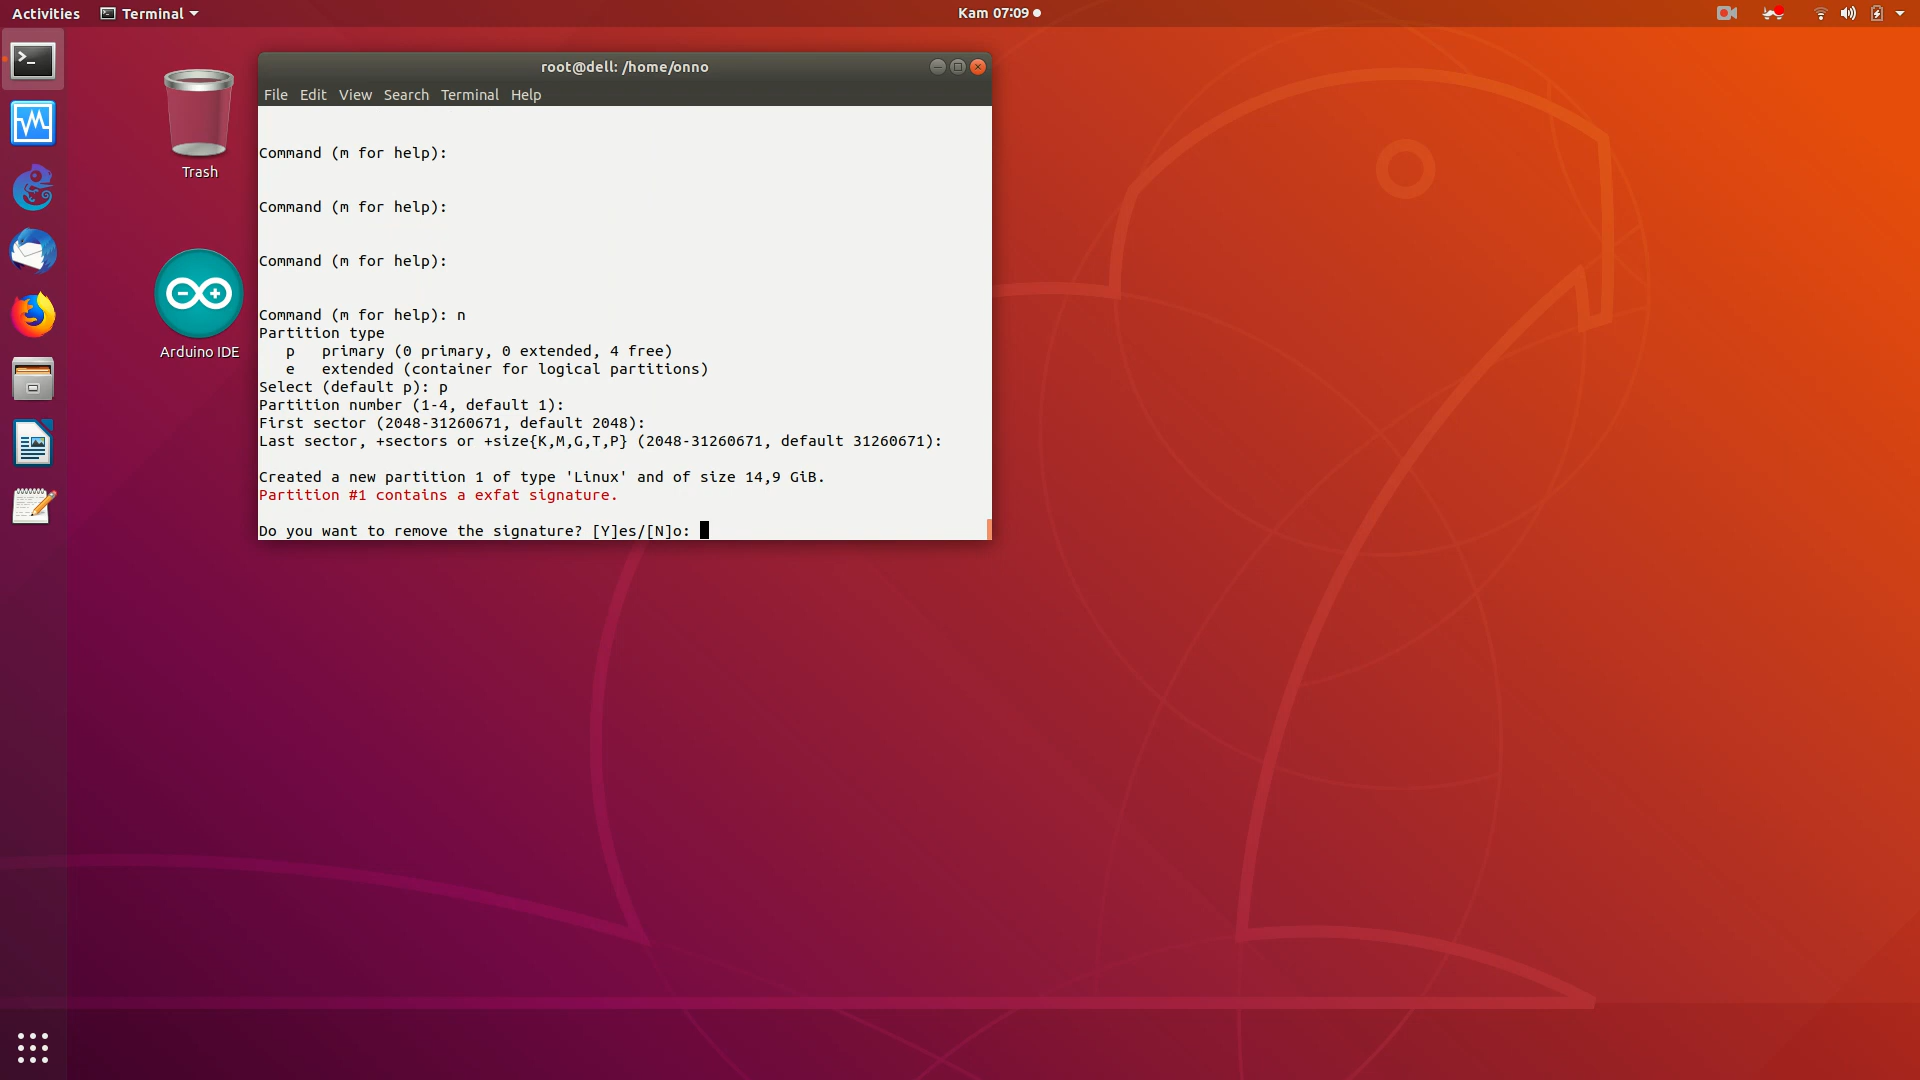 Activities
Terminal
Kam 07:09
root@dell: /home/onno
File Edit View Search Terminal Help
Trash
Arduino IDE
Command (m for help):
Command (m for help):
Command (m for help):
Command (m for help): n
Partition type
p primary (0 primary, 0 extended, 4 free)
e extended (container for logical partitions)
Select (default p): p
Partition number (1-4, default 1):
First sector (2048-31260671, default 2048):
Last sector, +sectors or +size{K,M,G,T,P} (2048-31260671, default 31260671):
Created a new partition 1 of type 'Linux' and of size 14,9 GiB.
Partition #1 contains a exfat signature.
Do you want to remove the signature? [Y]es/[N]o: